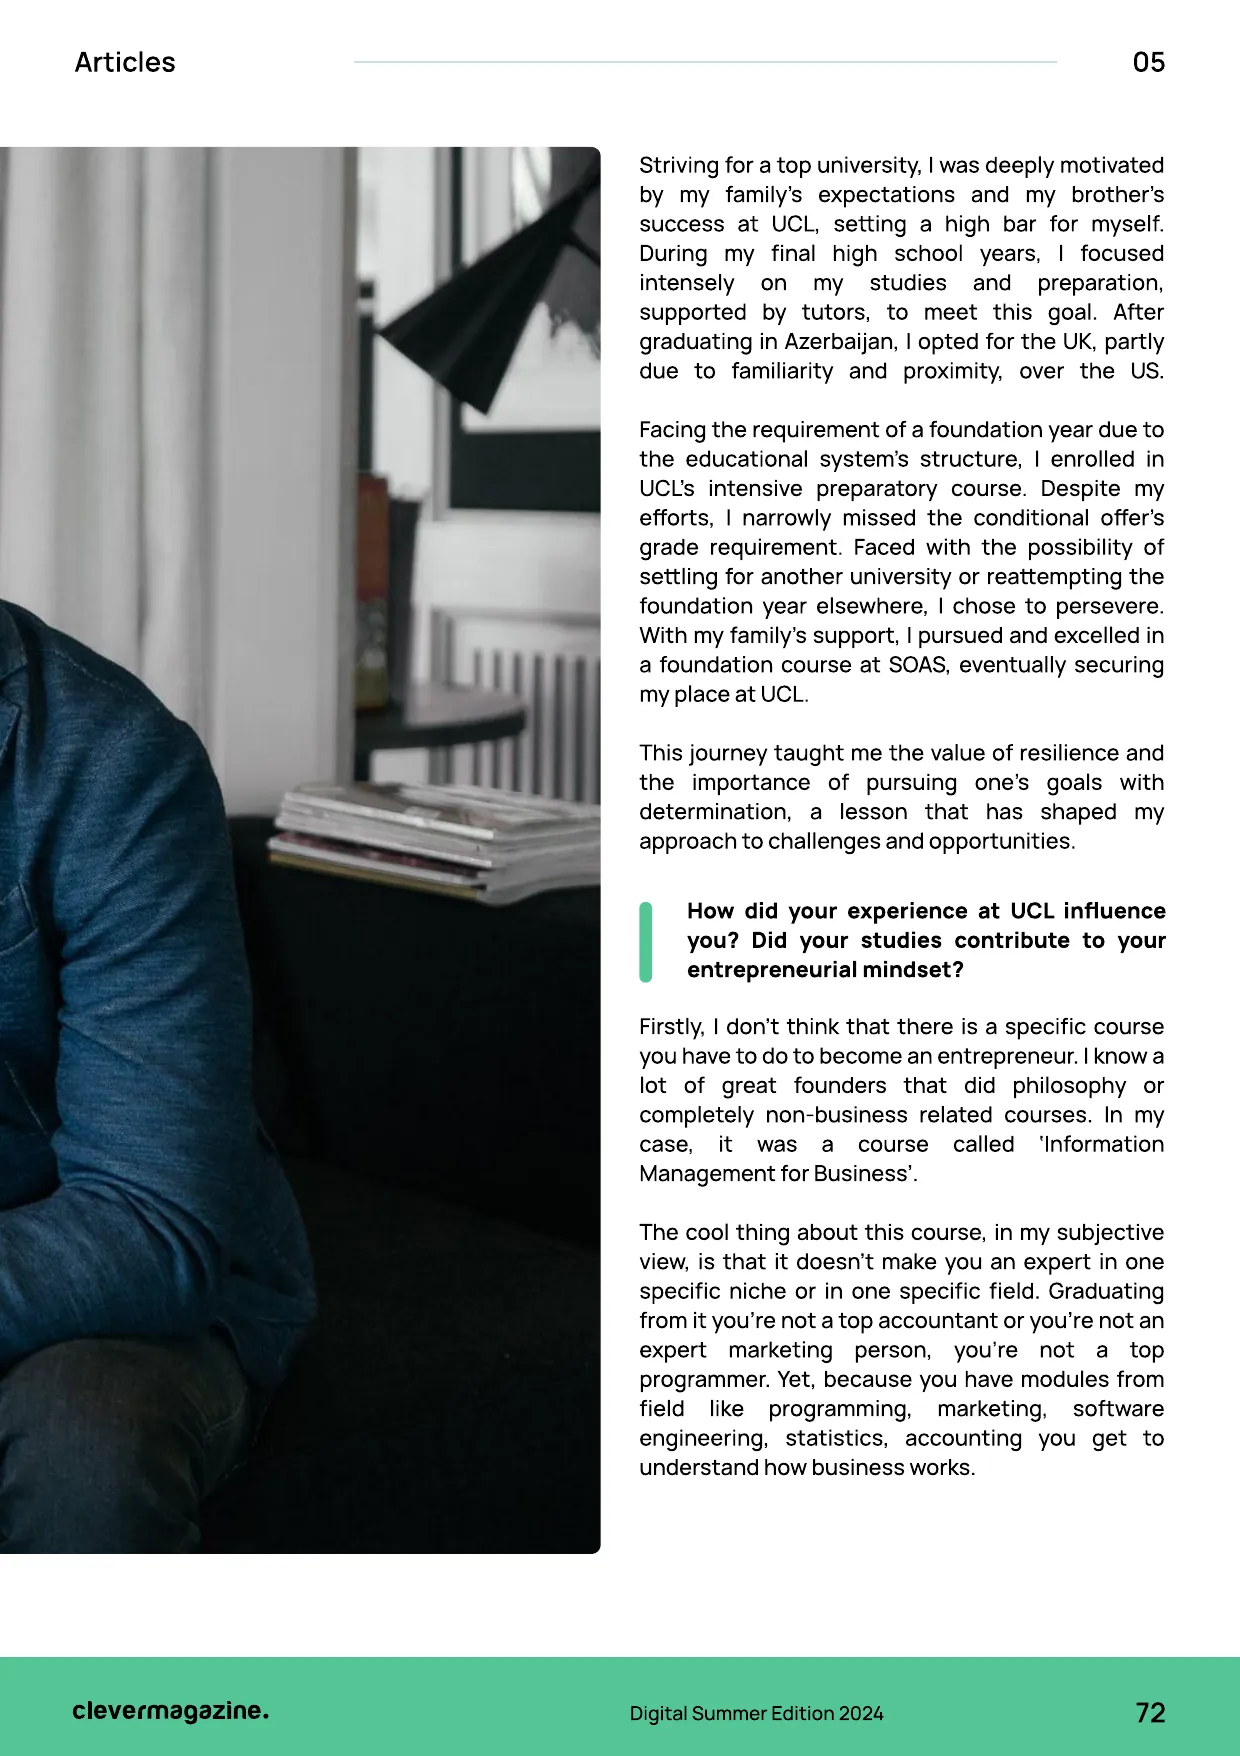 Articles
05
Striving for a top university, I was deeply motivated
by my family’s expectations and my brother’s
success at UCL, setting a high bar for myself.
During my final high school years, I focused
intensely on my studies and preparation,
supported by tutors, to meet this goal. After
graduating in Azerbaijan, I opted for the UK, partly
due to familiarity and proximity, over the US.
Facing the requirement of a foundation year due to
the educational system’s structure, I enrolled in
UCL’s intensive preparatory course. Despite my
efforts, I narrowly missed the conditional offer’s
grade requirement. Faced with the possibility of
settling for another university or reattempting the
foundation year elsewhere, I chose to persevere.
With my family’s support, I pursued and excelled in
a foundation course at SOAS, eventually securing
my place at UCL.
This journey taught me the value of resilience and
the importance of pursuing one’s goals with
determination, a lesson that has shaped my
approach to challenges and opportunities.
How did your experience at UCL influence
you? Did your studies contribute to your
entrepreneurial mindset?
Firstly, I don’t think that there is a specific course
you have to do to become an entrepreneur. I know a
lot of great founders that did philosophy or
completely non-business related courses. In my
case, it was a course called ‘Information
Management for Business’.
The cool thing about this course, in my subjective
view, is that it doesn’t make you an expert in one
specific niche or in one specific field. Graduating
from it you’re not a top accountant or you’re not an
expert marketing person, you’re not a top
programmer. Yet, because you have modules from
field like programming, marketing, software
engineering, statistics, accounting you get to
understand how business works.
clevermagazine.
Digital Summer Edition 2024
72